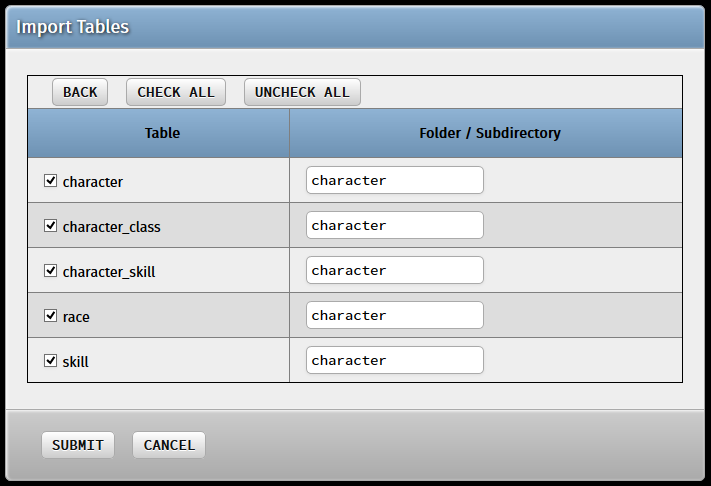 Import Tables
BACK CHECK ALL UNCHECK ALL
Table Folder / Subdirectory
character character
character_class character
character_skill character
race character
skill character
SUBMIT CANCEL